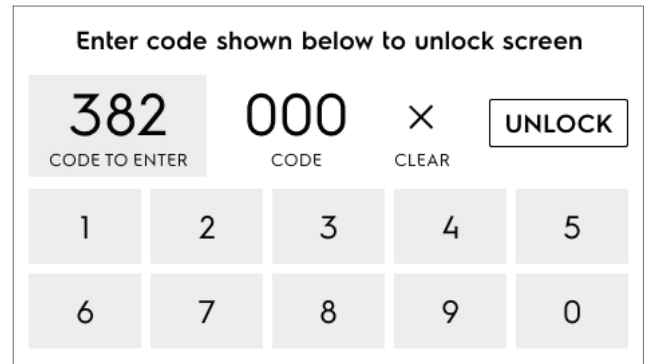 Enter code shown below to unlock screen
382 000 × UNLOCK
CODE TO ENTER CODE CLEAR
1 2 3 4 5
6 7 8 9 0